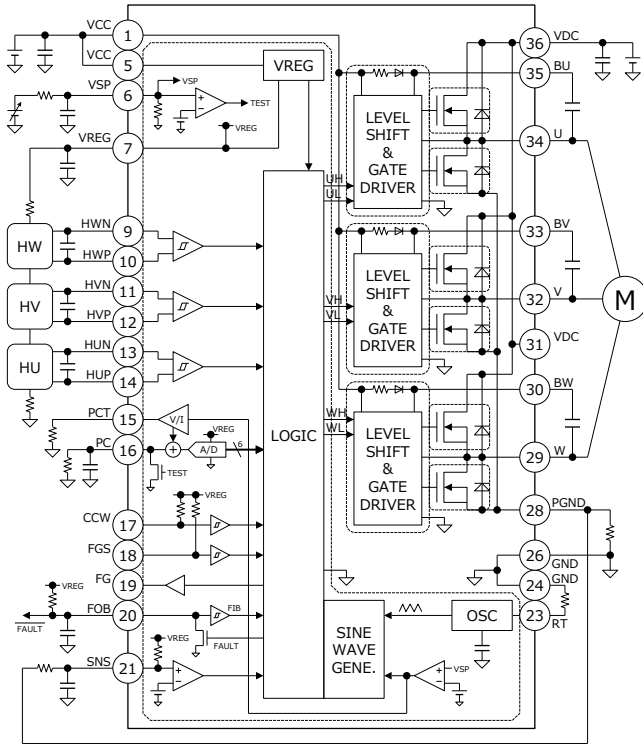 VCC
1
VCC
5
VSP
6
VSP
TEST
VREG
VREG
7
VREG
HWN
9
HW
HWP
10
HVN
11
HV
HVP
12
HUN
13
HU
HUP
14
PCT
15
V/I
PC
16
VREG
A/D
6
TEST
CCW
17
VREG
FGS
18
FG
19
VREG
FOB
20
FIB
FAULT
FAULT
SNS
21
VREG
LOGIC
UH
UL
LEVEL
SHIFT
&
GATE
DRIVER
VH
VL
LEVEL
SHIFT
&
GATE
DRIVER
WH
WL
LEVEL
SHIFT
&
GATE
DRIVER
SINE
WAVE
GENE.
OSC
VSP
36
VDC
35
BU
34
U
33
BV
32
V
31
VDC
30
BW
29
W
28
PGND
26
GND
24
GND
23
RT
M